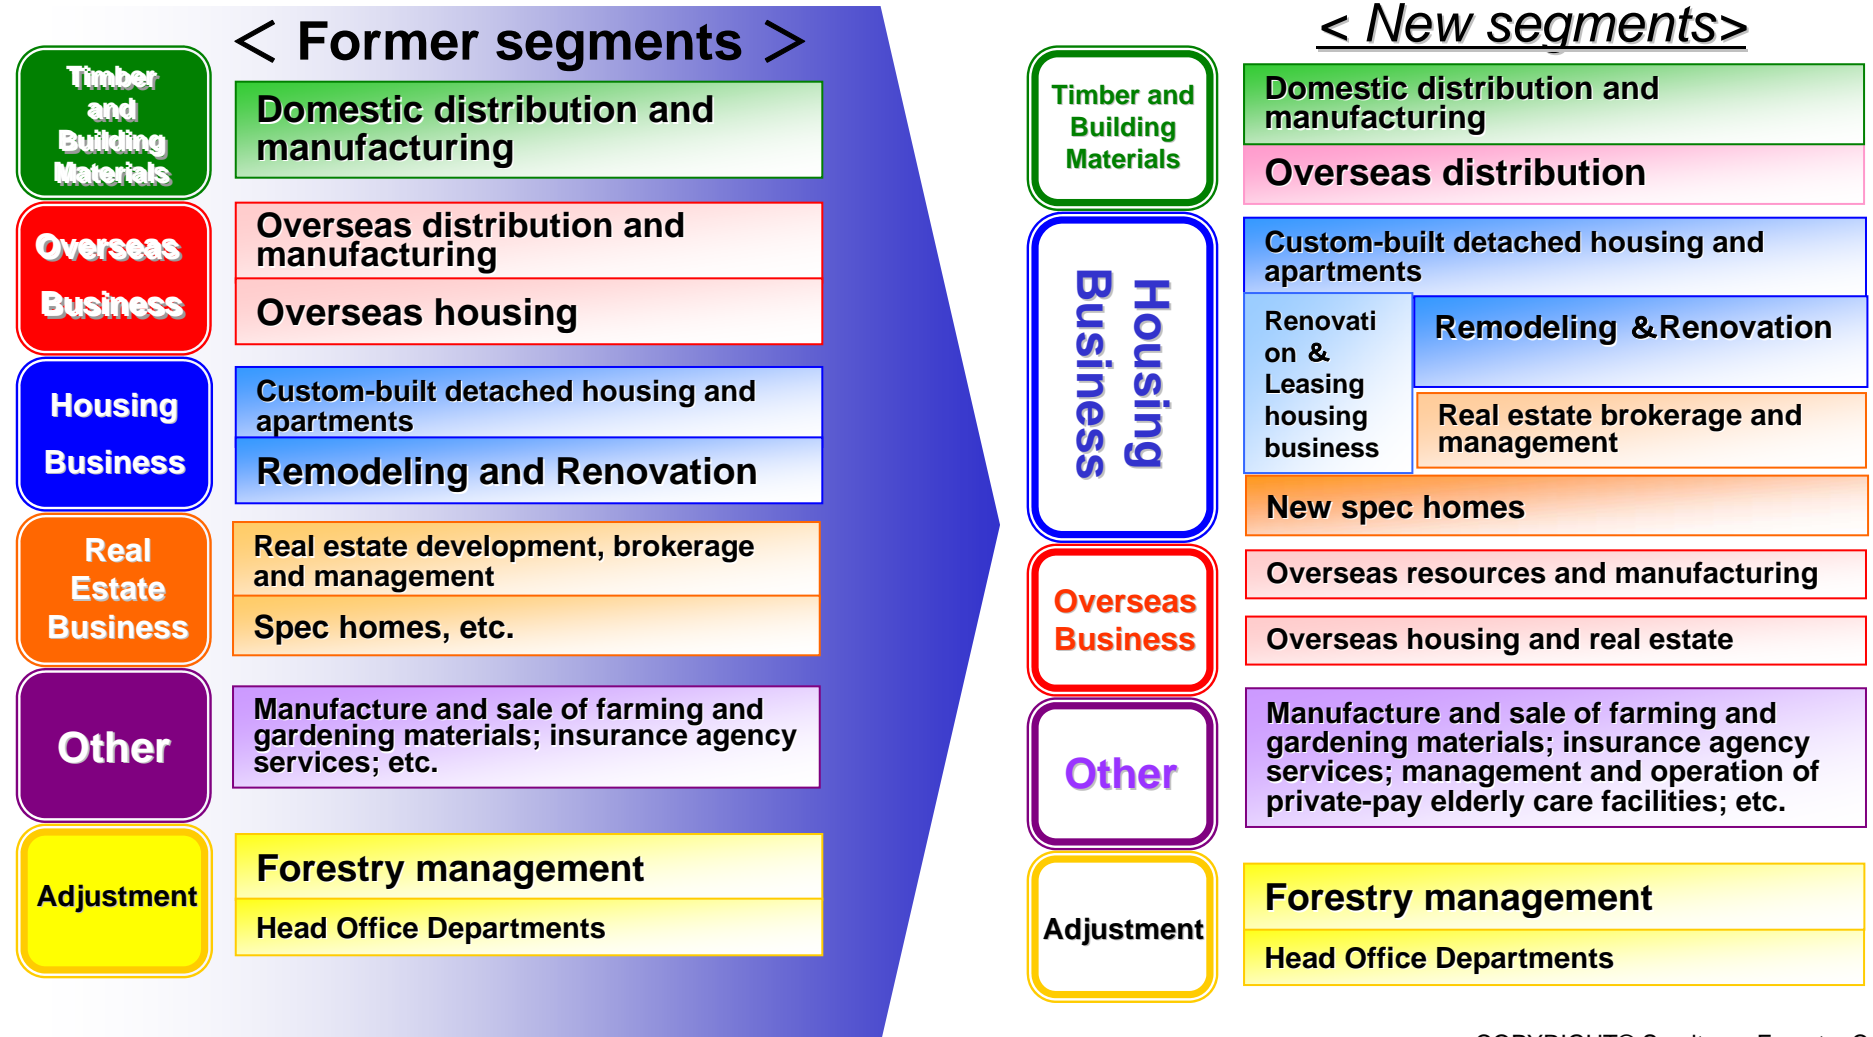 ＜ Former segments ＞
Timber
and
Building
Materials
Domestic distribution and
manufacturing
Overseas
Business
Overseas distribution and
manufacturing
Overseas housing
Housing
Business
Custom-built detached housing and
apartments
Remodeling and Renovation
Real
Estate
Business
Real estate development, brokerage
and management
Spec homes, etc.
Other
Manufacture and sale of farming and
gardening materials; insurance agency
services; etc.
Adjustment
Forestry management
Head Office Departments
< New segments>
Timber and
Building
Materials
Domestic distribution and
manufacturing
Overseas distribution
Housing
Business
Custom-built detached housing and
apartments
Renovati
on ＆
Leasing
housing
business
Remodeling ＆Renovation
Real estate brokerage and
management
New spec homes
Overseas
Business
Overseas resources and manufacturing
Overseas housing and real estate
Other
Manufacture and sale of farming and
gardening materials; insurance agency
services; management and operation of
private-pay elderly care facilities; etc.
Adjustment
Forestry management
Head Office Departments